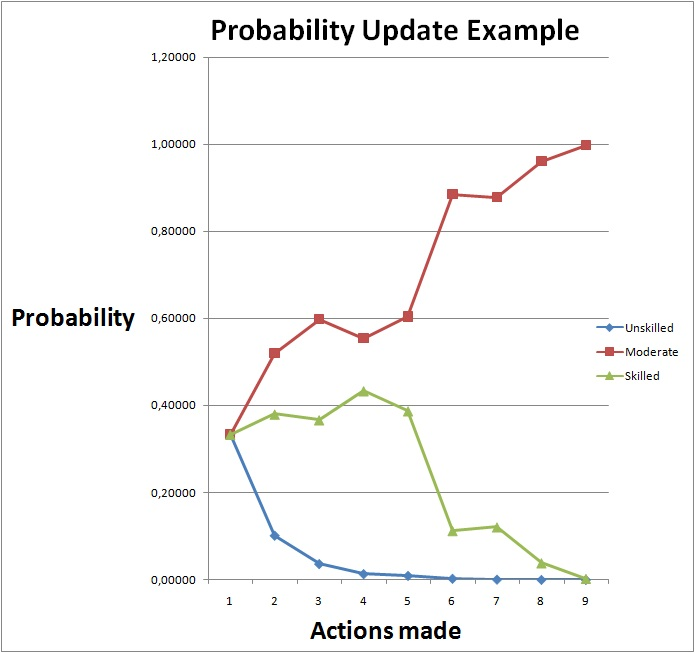 Probability Update Example
1,20000
1,00000
0,80000
0,60000
Probability
0,40000
0,20000
0,00000
Unskilled
Moderate
Skilled
1 2 3 4 5 6 7 8 9
Actions made